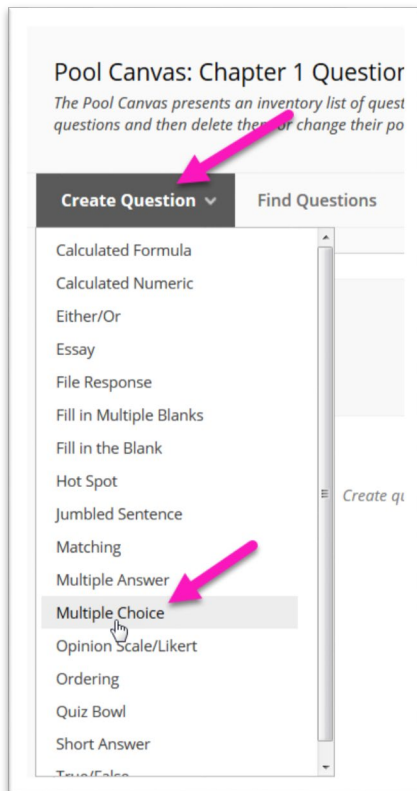 Pool Canvas: Chapter 1 Question
The Pool Canvas presents an inventory list of quest
questions and then delete them or change their po
Create Question Find Questions
Calculated Formula
Calculated Numeric
Either/Or
Essay
File Response
Fill in Multiple Blanks
Fill in the Blank
Hot Spot
Create qu
Jumbled Sentence
Matching
Multiple Answer
Multiple Choice
Opinion Scale/Likert
Ordering
Quiz Bowl
Short Answer
True/False